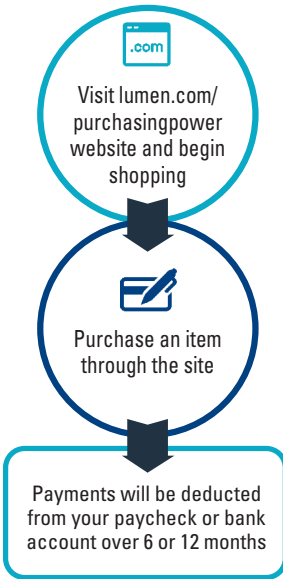 .com
Visit lumen.com/
purchasingpower
website and begin
shopping
Purchase an item
through the site
Payments will be deducted
from your paycheck or bank
account over 6 or 12 months